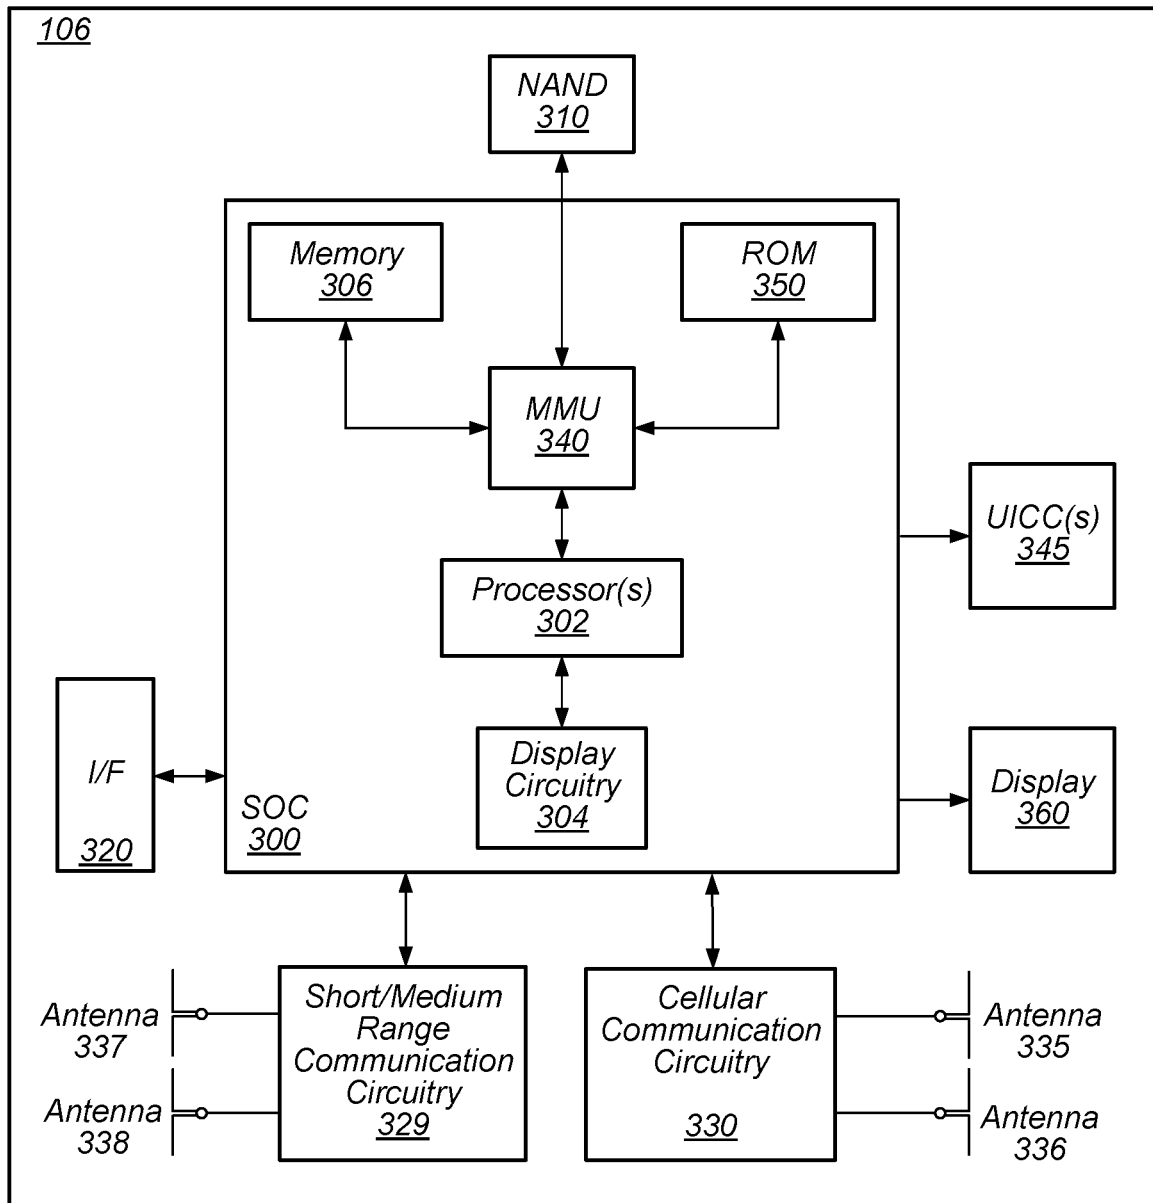 106
NAND
310
Memory
306
ROM
350
MMU
340
UICC(s)
345
Processor(s)
302
I/F
320
Display
Circuitry
304
SOC
300
Display
360
Short/Medium
Range
Communication
Circuitry
329
Cellular
Communication
Circuitry
330
Antenna
337
Antenna
338
Antenna
335
Antenna
336